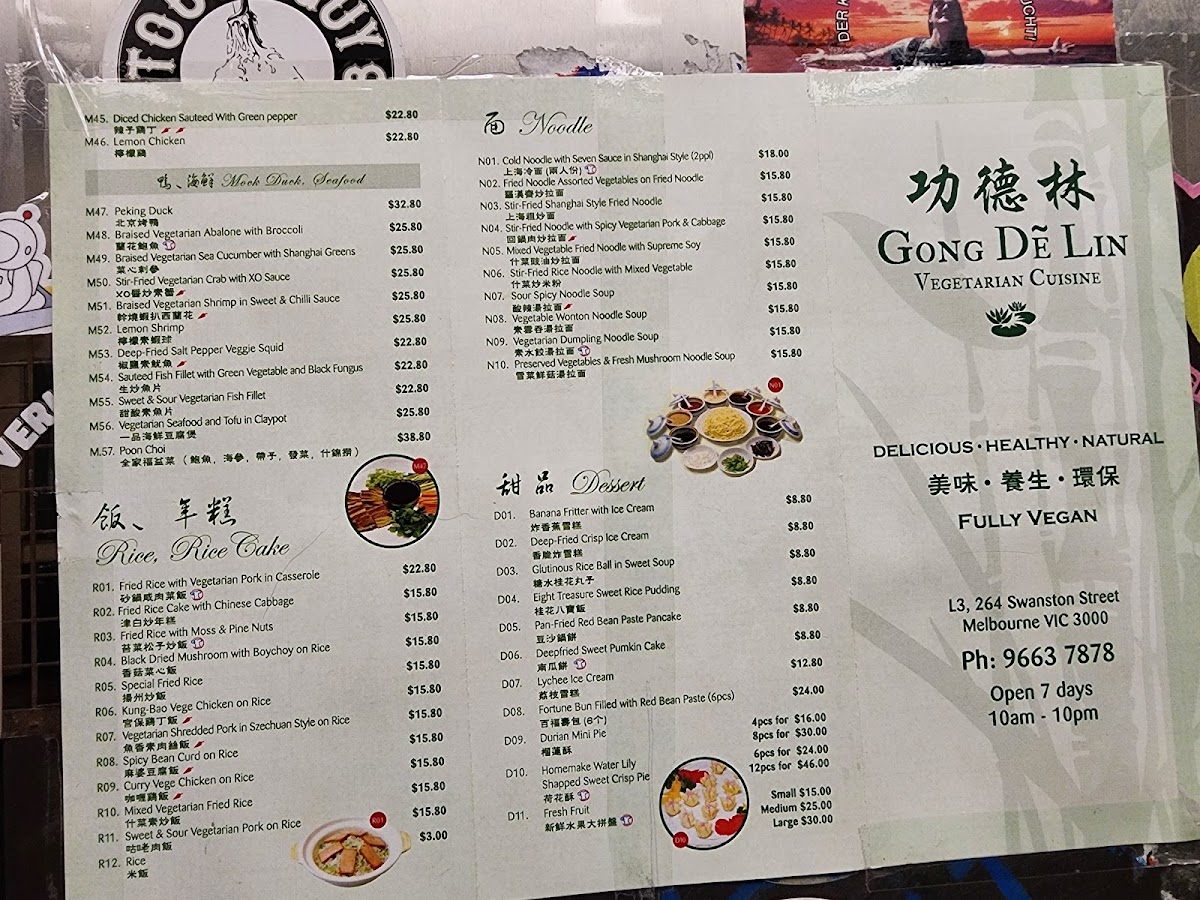 TOU GUY &
DER K
UCHT!
VERI
M45. Diced Chicken Sauteed With Green pepper $22.80
辣子鷄丁
M46. Lemon Chicken $22.80
檸檬鷄
鴨、海鮮 Mock Duck, Seafood
M47. Peking Duck $32.80
北京烤鴨
M48. Braised Vegetarian Abalone with Broccoli $25.80
蘭花鮑魚
M49. Braised Vegetarian Sea Cucumber with Shanghai Greens $25.80
菜心刺參
M50. Stir-Fried Vegetarian Crab with XO Sauce $25.80
XO醬炒素蟹
M51. Braised Vegetarian Shrimp in Sweet & Chilli Sauce $25.80
幹燒蝦扒西蘭花
M52. Lemon Shrimp $25.80
檸檬素蝦球
M53. Deep-Fried Salt Pepper Veggie Squid $22.80
椒鹽素魷魚
M54. Sauteed Fish Fillet with Green Vegetable and Black Fungus $22.80
生炒魚片
M55. Sweet & Sour Vegetarian Fish Fillet $22.80
甜酸素魚片
M56. Vegetarian Seafood and Tofu in Claypot $25.80
一品海鮮豆腐煲
M.57. Poon Choi $38.80
全家福盆菜（鮑魚，海參，帶子，發菜，什錦撈）
M47
飯、年糕
Rice, Rice Cake
R01. Fried Rice with Vegetarian Pork in Casserole $22.80
砂鍋咸肉菜飯
R02. Fried Rice Cake with Chinese Cabbage $15.80
津白炒年糕
R03. Fried Rice with Moss & Pine Nuts $15.80
苔菜松子炒飯
R04. Black Dried Mushroom with Boychoy on Rice $15.80
香菇菜心飯
R05. Special Fried Rice $15.80
揚州炒飯
R06. Kung-Bao Vege Chicken on Rice $15.80
宮保鷄丁飯
R07. Vegetarian Shredded Pork in Szechuan Style on Rice $15.80
魚香素肉絲飯
R08. Spicy Bean Curd on Rice $15.80
麻婆豆腐飯
R09. Curry Vege Chicken on Rice $15.80
咖喱鷄飯
R10. Mixed Vegetarian Fried Rice $15.80
什菜素炒飯
R11. Sweet & Sour Vegetarian Pork on Rice $15.80
咕咾肉飯
R12. Rice $3.00
米飯
R01
面 Noodle
N01. Cold Noodle with Seven Sauce in Shanghai Style (2ppl) $18.00
上海冷面 (兩人份)
N02. Fried Noodle Assorted Vegetables on Fried Noodle $15.80
羅漢齋炒拉面
N03. Stir-Fried Shanghai Style Fried Noodle $15.80
上海粗炒面
N04. Stir-Fried Noodle with Spicy Vegetarian Pork & Cabbage $15.80
回鍋肉炒拉面
N05. Mixed Vegetable Fried Noodle with Supreme Soy $15.80
什菜豉油炒拉面
N06. Stir-Fried Rice Noodle with Mixed Vegetable $15.80
什菜炒米粉
N07. Sour Spicy Noodle Soup $15.80
酸辣湯拉面
N08. Vegetable Wonton Noodle Soup $15.80
素雲吞湯拉面
N09. Vegetarian Dumpling Noodle Soup $15.80
素水餃湯拉面
N10. Preserved Vegetables & Fresh Mushroom Noodle Soup $15.80
雪菜鮮菇湯拉面
N01
甜品 Dessert
D01. Banana Fritter with Ice Cream $8.80
炸香蕉雪糕
D02. Deep-Fried Crisp Ice Cream $8.80
香脆炸雪糕
D03. Glutinous Rice Ball in Sweet Soup $8.80
糖水桂花丸子
D04. Eight Treasure Sweet Rice Pudding $8.80
桂花八寶飯
D05. Pan-Fried Red Bean Paste Pancake $8.80
豆沙鍋餅
D06. Deepfried Sweet Pumkin Cake $8.80
南瓜餅
D07. Lychee Ice Cream $12.80
荔枝雪糕
D08. Fortune Bun Filled with Red Bean Paste (6pcs) $24.00
百福壽包 (6个)
D09. Durian Mini Pie 4pcs for $16.00
榴蓮酥 8pcs for $30.00
D10. Homemake Water Lily 6pcs for $24.00
Shapped Sweet Crisp Pie 12pcs for $46.00
荷花酥
D11. Fresh Fruit Small $15.00
新鮮水果大拼盤 Medium $25.00
Large $30.00
D10
功德林
GONG DẼ LIN
VEGETARIAN CUISINE
DELICIOUS · HEALTHY · NATURAL
美味 · 養生 · 環保
FULLY VEGAN
L3, 264 Swanston Street
Melbourne VIC 3000
Ph: 9663 7878
Open 7 days
10am - 10pm